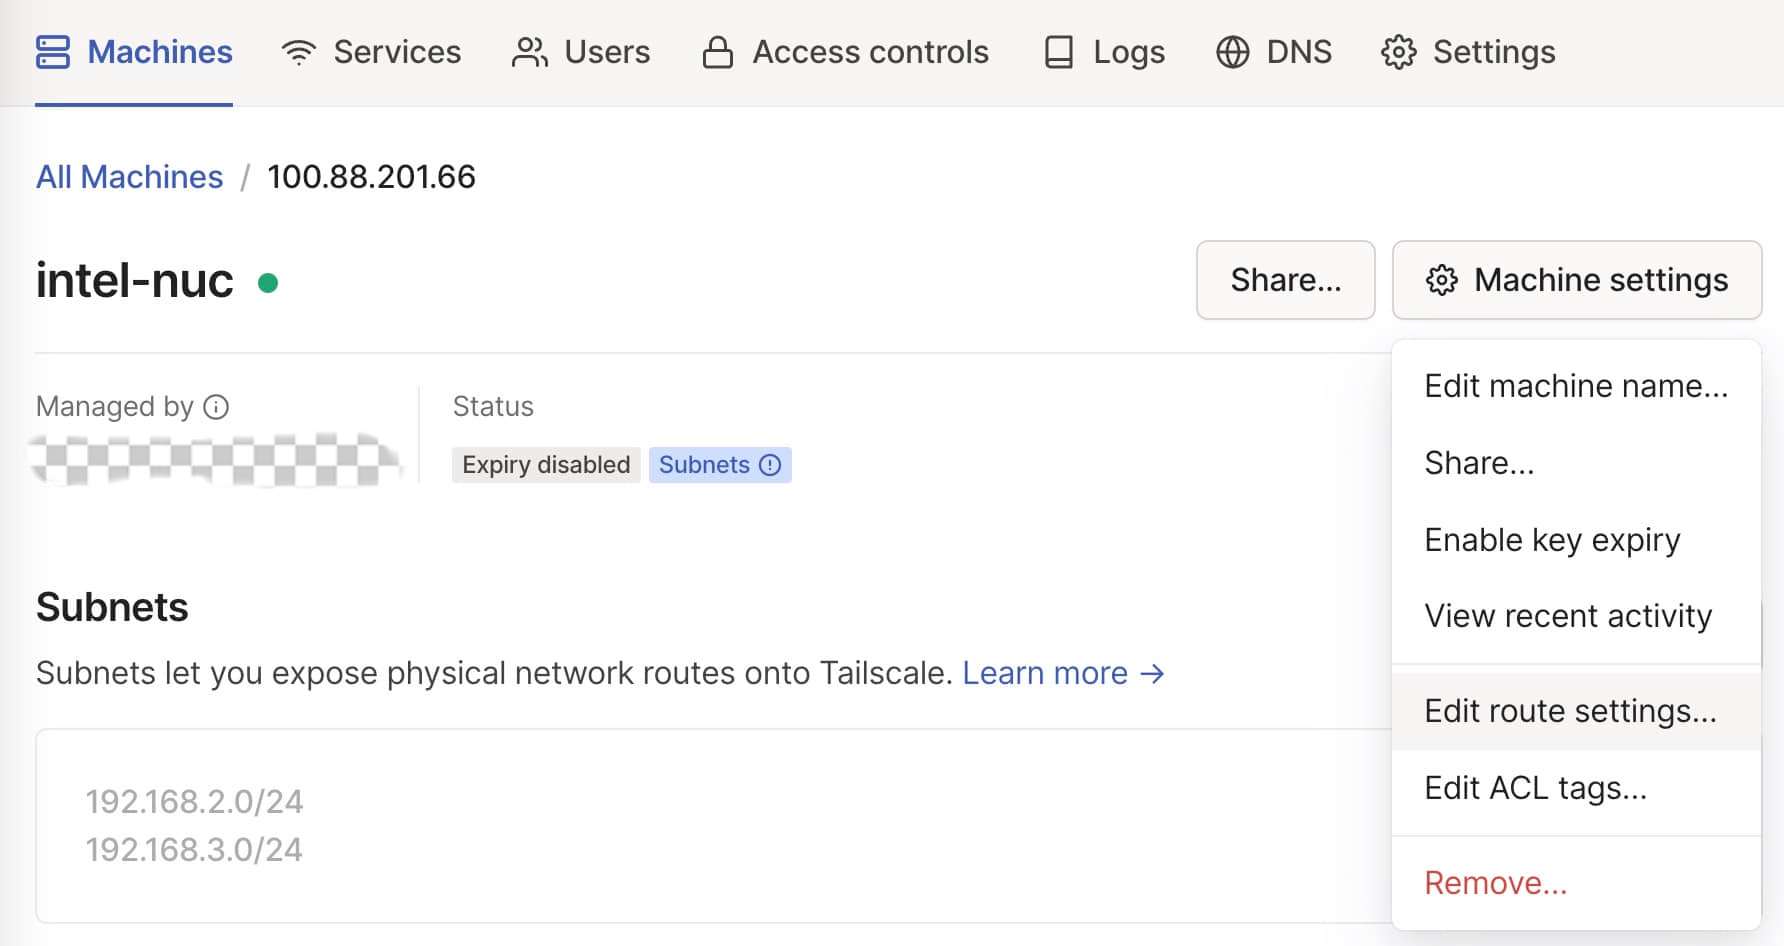 Machines Services Users Access controls Logs DNS Settings
All Machines / 100.88.201.66
intel-nuc
Share...
Machine settings
Managed by
Status
Expiry disabled
Subnets
Subnets
Subnets let you expose physical network routes onto Tailscale. Learn more →
192.168.2.0/24
192.168.3.0/24
Edit machine name...
Share...
Enable key expiry
View recent activity
Edit route settings...
Edit ACL tags...
Remove...